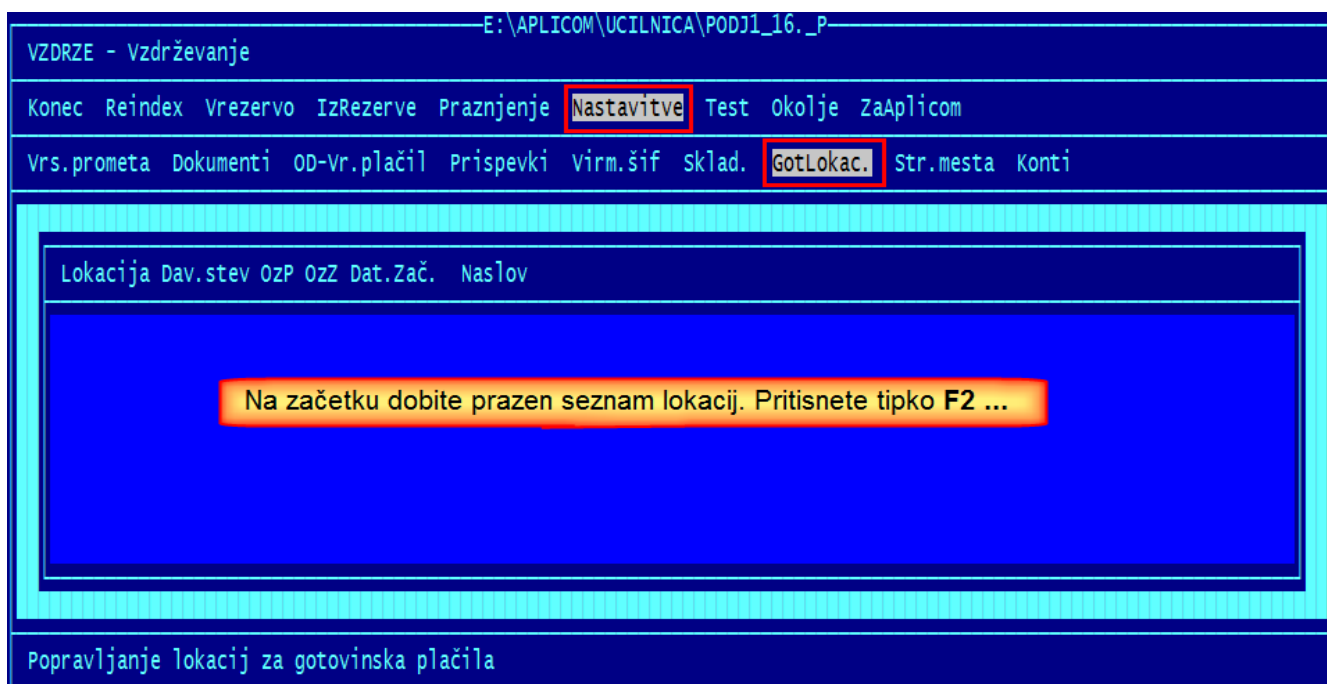 E:\APLICOM\UCILNICA\PODJ1_16._P
VZDRZE - Vzdrževanje
Konec Reindex Vrezervo IzRezerve Praznjenje Nastavitve Test Okolje ZaAplicom
Vrs.prometa Dokumenti OD-Vr.plačil Prispevki Virm.šif Sklad. GotLokac. Str.mesta Konti
Lokacija Dav.stev OzP OzZ Dat.Zač. Naslov
Na začetku dobite prazen seznam lokacij. Pritisnete tipko F2 ...
Popravljanje lokacij za gotovinska plačila